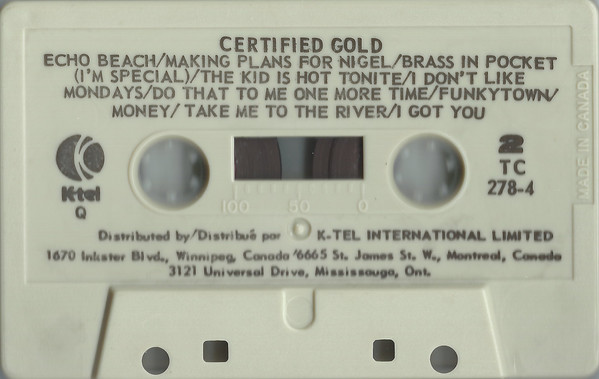 CERTIFIED GOLD
ECHO BEACH/MAKING PLANS FOR NIGEL/BRASS IN POCKET
(I'M SPECIAL)/THE KID IS HOT TONITE/I DON'T LIKE
MONDAYS/DO THAT TO ME ONE MORE TIME/FUNKYTOWN/
MONEY/TAKE ME TO THE RIVER/I GOT YOU
K-tel
Q
2
TC
278-4
100 50 0
MADE IN CANADA
Distributed by/Distribué par K-TEL INTERNATIONAL LIMITED
1670 Inkster Blvd., Winnipeg, Canada/6665 St. James St. W., Montreal, Canada
3121 Universal Drive, Mississauga, Ont.